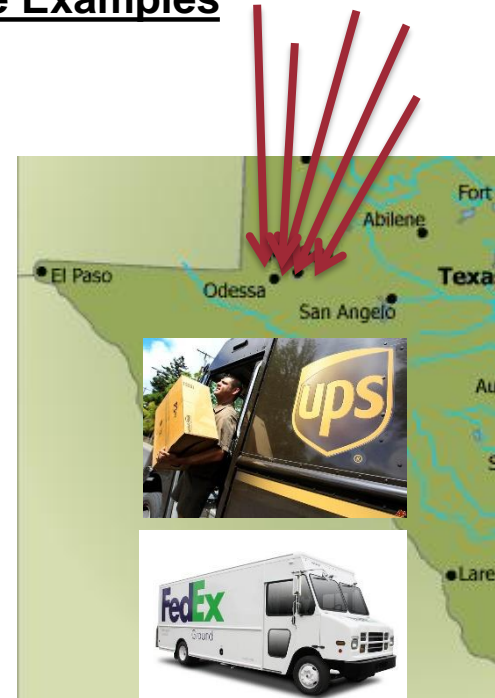 e Examples
Fort
Abilene
El Paso
Texa
Odessa
San Angelo
Au
S
ups
Lare
FedEx
Ground